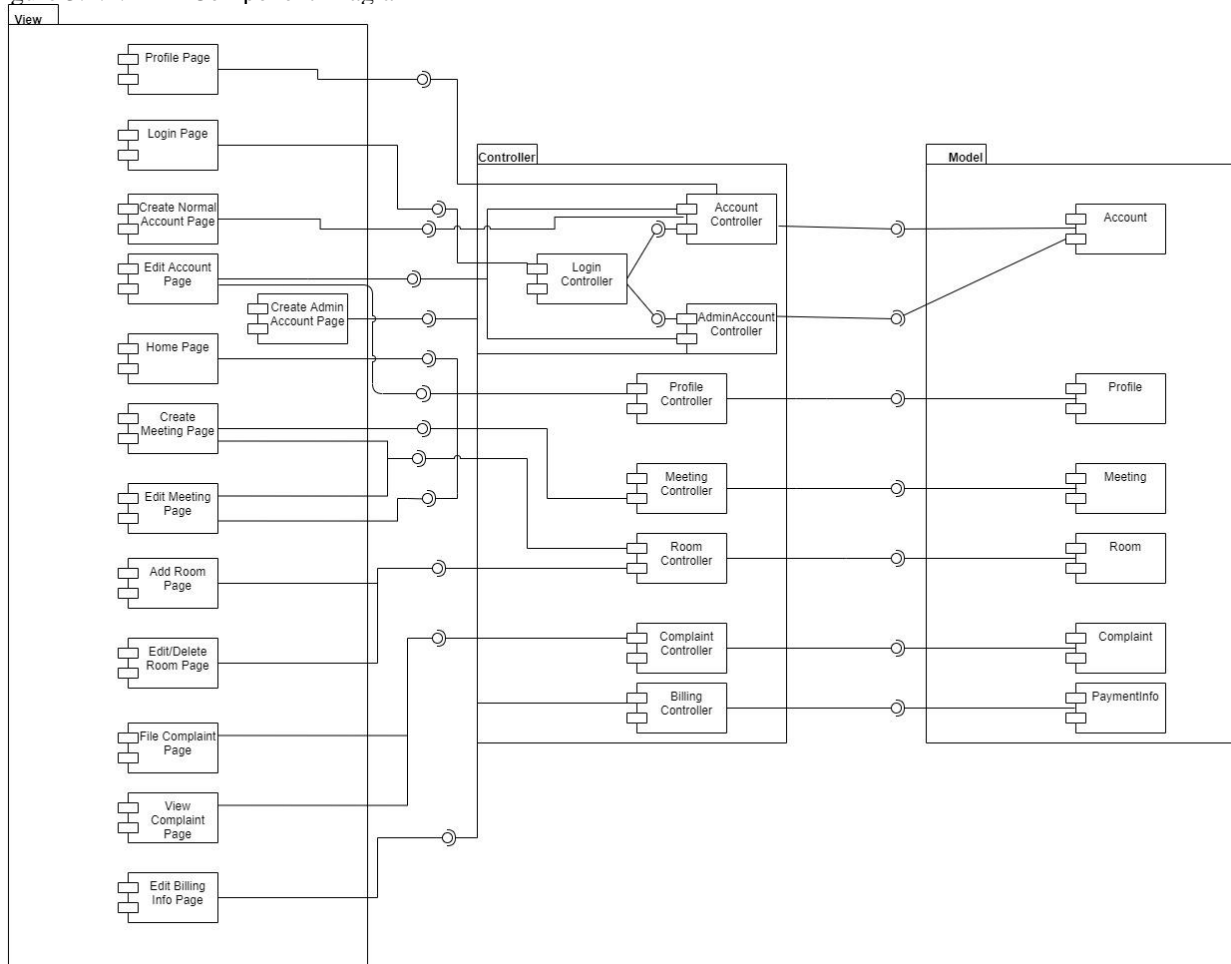 View
Profile Page
Login Page
Create Normal
Account Page
Edit Account
Page
Create Admin
Account Page
Home Page
Create
Meeting Page
Edit Meeting
Page
Add Room
Page
Edit/Delete
Room Page
File Complaint
Page
View
Complaint
Page
Edit Billing
Info Page
Controller
Account
Controller
Login
Controller
AdminAccount
Controller
Profile
Controller
Meeting
Controller
Room
Controller
Complaint
Controller
Billing
Controller
Model
Account
Profile
Meeting
Room
Complaint
PaymentInfo